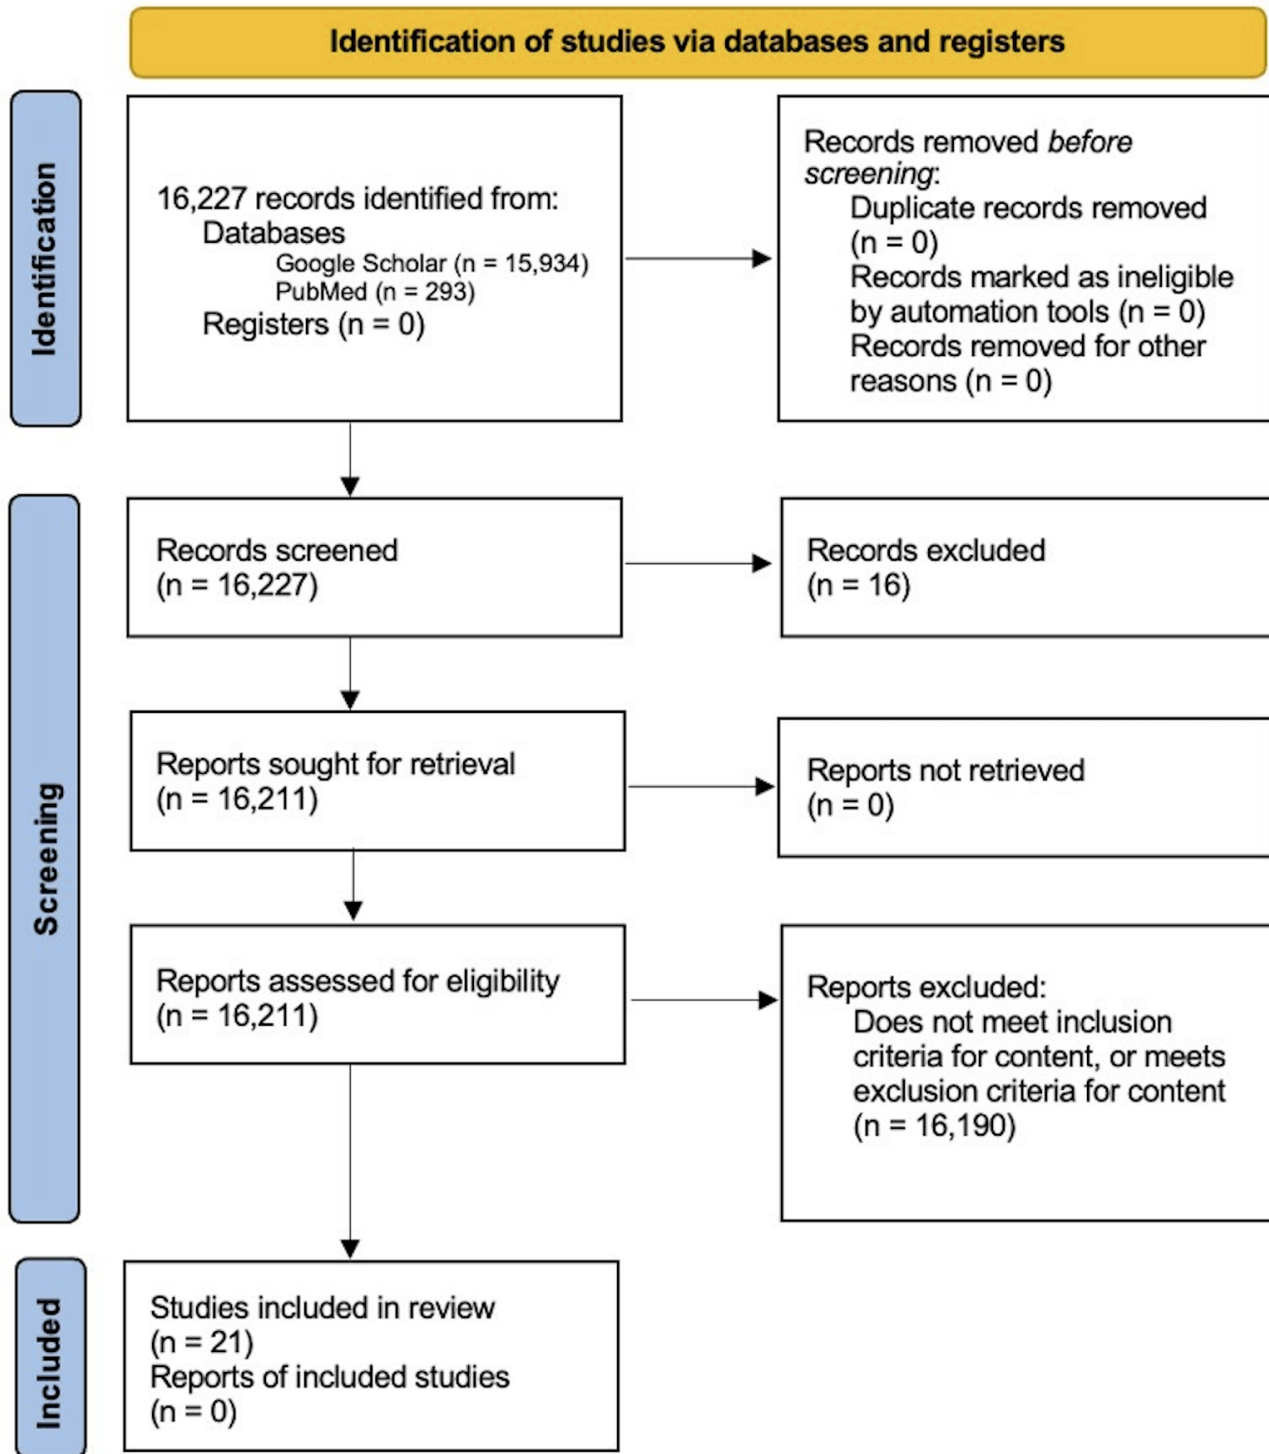 Identification of studies via databases and registers
Identification
16,227 records identified from:
Databases
Google Scholar (n = 15,934)
PubMed (n = 293)
Registers (n = 0)
Records removed before
screening:
Duplicate records removed
(n = 0)
Records marked as ineligible
by automation tools (n = 0)
Records removed for other
reasons (n = 0)
Screening
Records screened
(n = 16,227)
Records excluded
(n = 16)
Reports sought for retrieval
(n = 16,211)
Reports not retrieved
(n = 0)
Reports assessed for eligibility
(n = 16,211)
Reports excluded:
Does not meet inclusion
criteria for content, or meets
exclusion criteria for content
(n = 16,190)
Included
Studies included in review
(n = 21)
Reports of included studies
(n = 0)